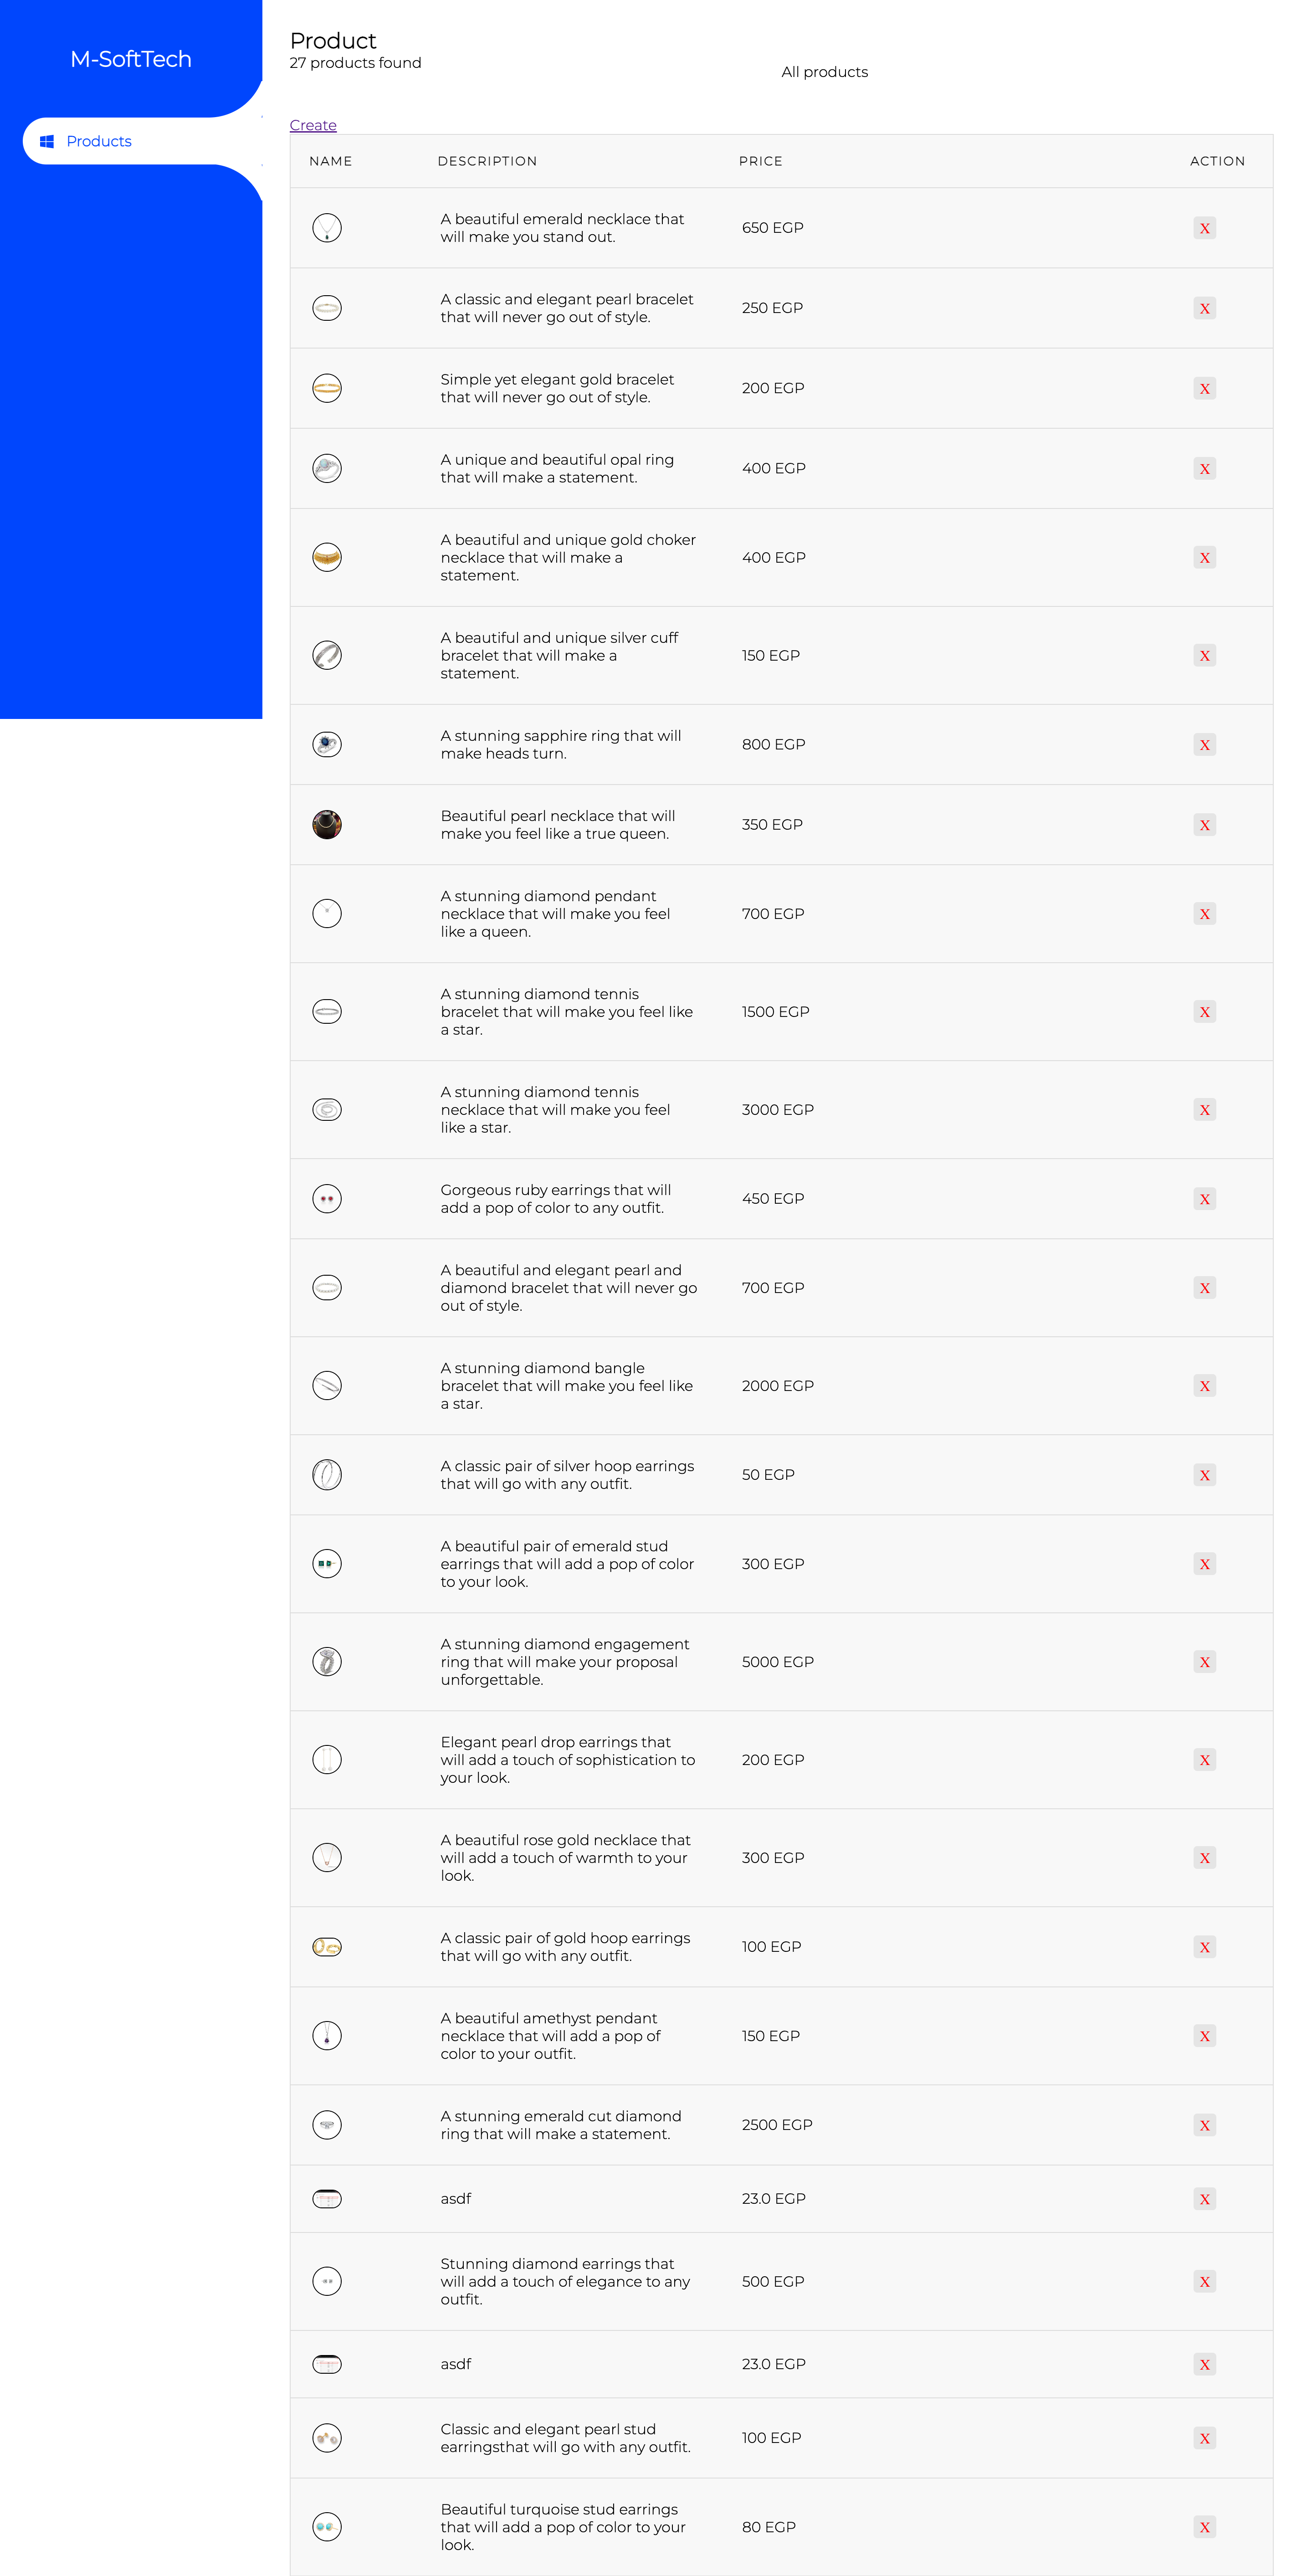 M-SoftTech
Products
Product
27 products found
All products
Create
NAME DESCRIPTION PRICE ACTION
A beautiful emerald necklace that
will make you stand out.
650 EGP
X
A classic and elegant pearl bracelet
that will never go out of style.
250 EGP
X
Simple yet elegant gold bracelet
that will never go out of style.
200 EGP
X
A unique and beautiful opal ring
that will make a statement.
400 EGP
X
A beautiful and unique gold choker
necklace that will make a
statement.
400 EGP
X
A beautiful and unique silver cuff
bracelet that will make a
statement.
150 EGP
X
A stunning sapphire ring that will
make heads turn.
800 EGP
X
Beautiful pearl necklace that will
make you feel like a true queen.
350 EGP
X
A stunning diamond pendant
necklace that will make you feel
like a queen.
700 EGP
X
A stunning diamond tennis
bracelet that will make you feel like
a star.
1500 EGP
X
A stunning diamond tennis
necklace that will make you feel
like a star.
3000 EGP
X
Gorgeous ruby earrings that will
add a pop of color to any outfit.
450 EGP
X
A beautiful and elegant pearl and
diamond bracelet that will never go
out of style.
700 EGP
X
A stunning diamond bangle
bracelet that will make you feel like
a star.
2000 EGP
X
A classic pair of silver hoop earrings
that will go with any outfit.
50 EGP
X
A beautiful pair of emerald stud
earrings that will add a pop of color
to your look.
300 EGP
X
A stunning diamond engagement
ring that will make your proposal
unforgettable.
5000 EGP
X
Elegant pearl drop earrings that
will add a touch of sophistication to
your look.
200 EGP
X
A beautiful rose gold necklace that
will add a touch of warmth to your
look.
300 EGP
X
A classic pair of gold hoop earrings
that will go with any outfit.
100 EGP
X
A beautiful amethyst pendant
necklace that will add a pop of
color to your outfit.
150 EGP
X
A stunning emerald cut diamond
ring that will make a statement.
2500 EGP
X
asdf
23.0 EGP
X
Stunning diamond earrings that
will add a touch of elegance to any
outfit.
500 EGP
X
asdf
23.0 EGP
X
Classic and elegant pearl stud
earringsthat will go with any outfit.
100 EGP
X
Beautiful turquoise stud earrings
that will add a pop of color to your
look.
80 EGP
X